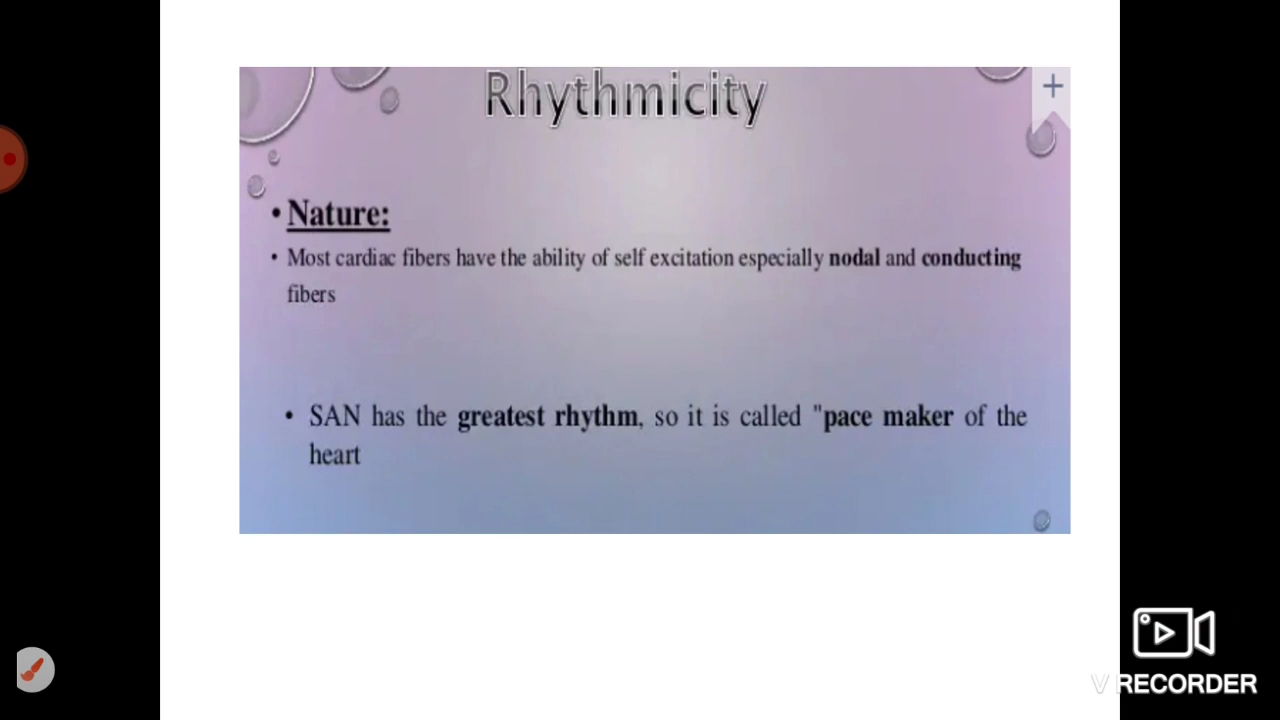 Rhythmicity
• Nature:
• Most cardiac fibers have the ability of self excitation especially nodal and conducting
fibers
• SAN has the greatest rhythm, so it is called "pace maker of the
heart
V RECORDER